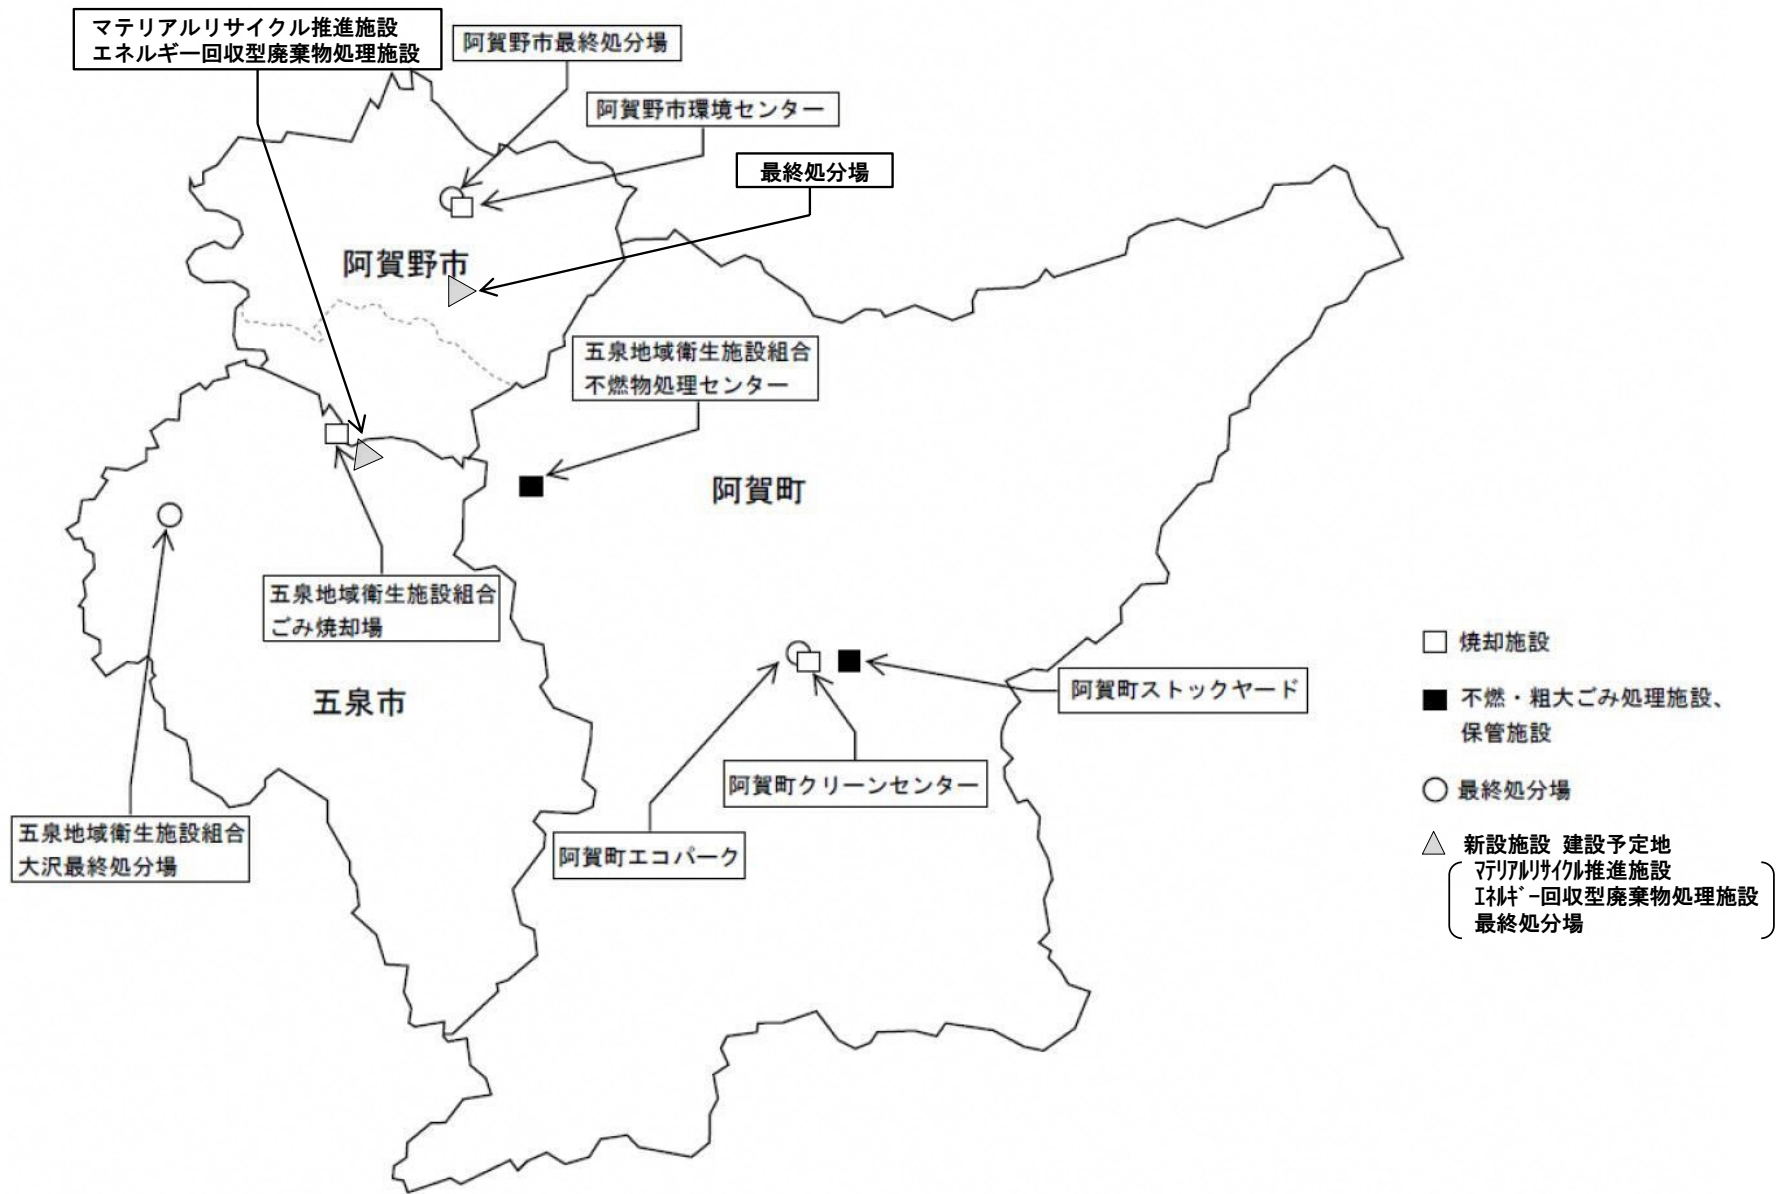 マテリアルリサイクル推進施設
エネルギー回収型廃棄物処理施設
阿賀野市最終処分場
阿賀野市環境センター
最終処分場
阿賀野市
五泉地域衛生施設組合
不燃物処理センター
阿賀町
五泉地域衛生施設組合
ごみ焼却場
五泉市
阿賀町ストックヤード
阿賀町クリーンセンター
阿賀町エコパーク
五泉地域衛生施設組合
大沢最終処分場
□ 焼却施設
■ 不燃・粗大ごみ処理施設、
保管施設
○ 最終処分場
△ 新設施設 建設予定地
ﾏﾃﾘｱﾙﾘｻｲｸﾙ推進施設
ｴﾈﾙｷﾞｰ回収型廃棄物処理施設
最終処分場